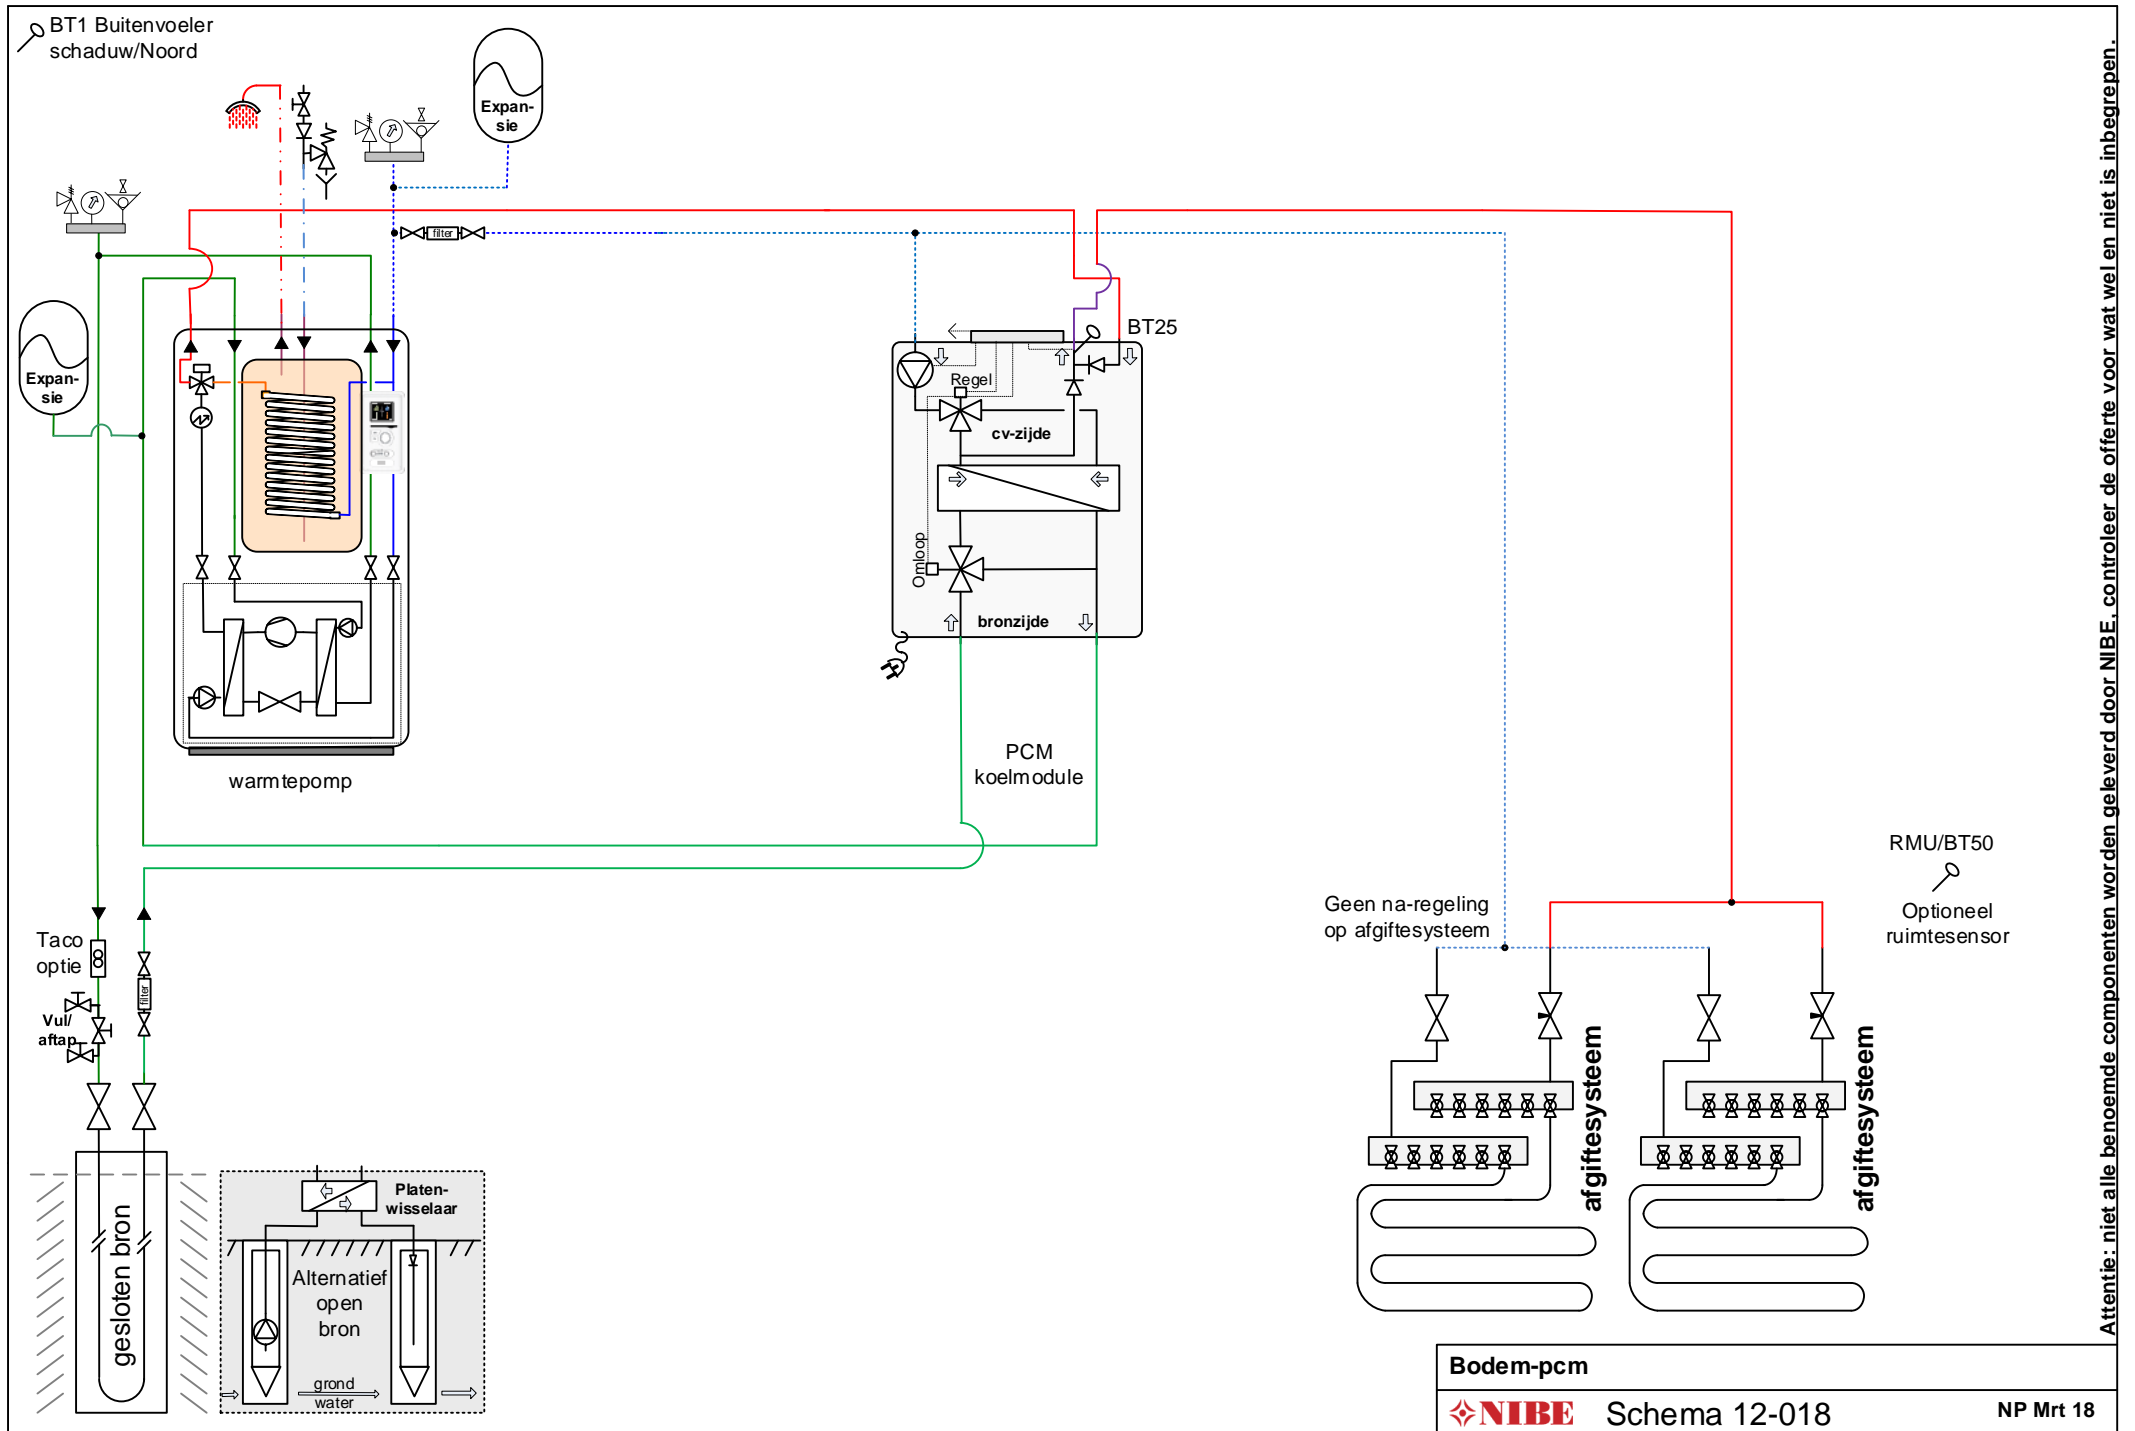 BT1 Buitenvoeler
schaduw/Noord
Expan-
sie
filter
Expan-
sie
BT25
Regel
cv-zijde
Omloop
bronzijde
warmtepomp
PCM
koelmodule
RMU/BT50
Optioneel
ruimtesensor
Geen na-regeling
op afgiftesysteem
Taco
optie
filter
Vul/
aftap
afgiftesysteem
afgiftesysteem
gesloten bron
Platen-
wisselaar
Alternatief
open
bron
grond
water
Attentie: niet alle benoemde componenten worden geleverd door NIBE, controleer de offerte voor wat wel en niet is inbegrepen.
Bodem-pcm
NIBE Schema 12-018 NP Mrt 18